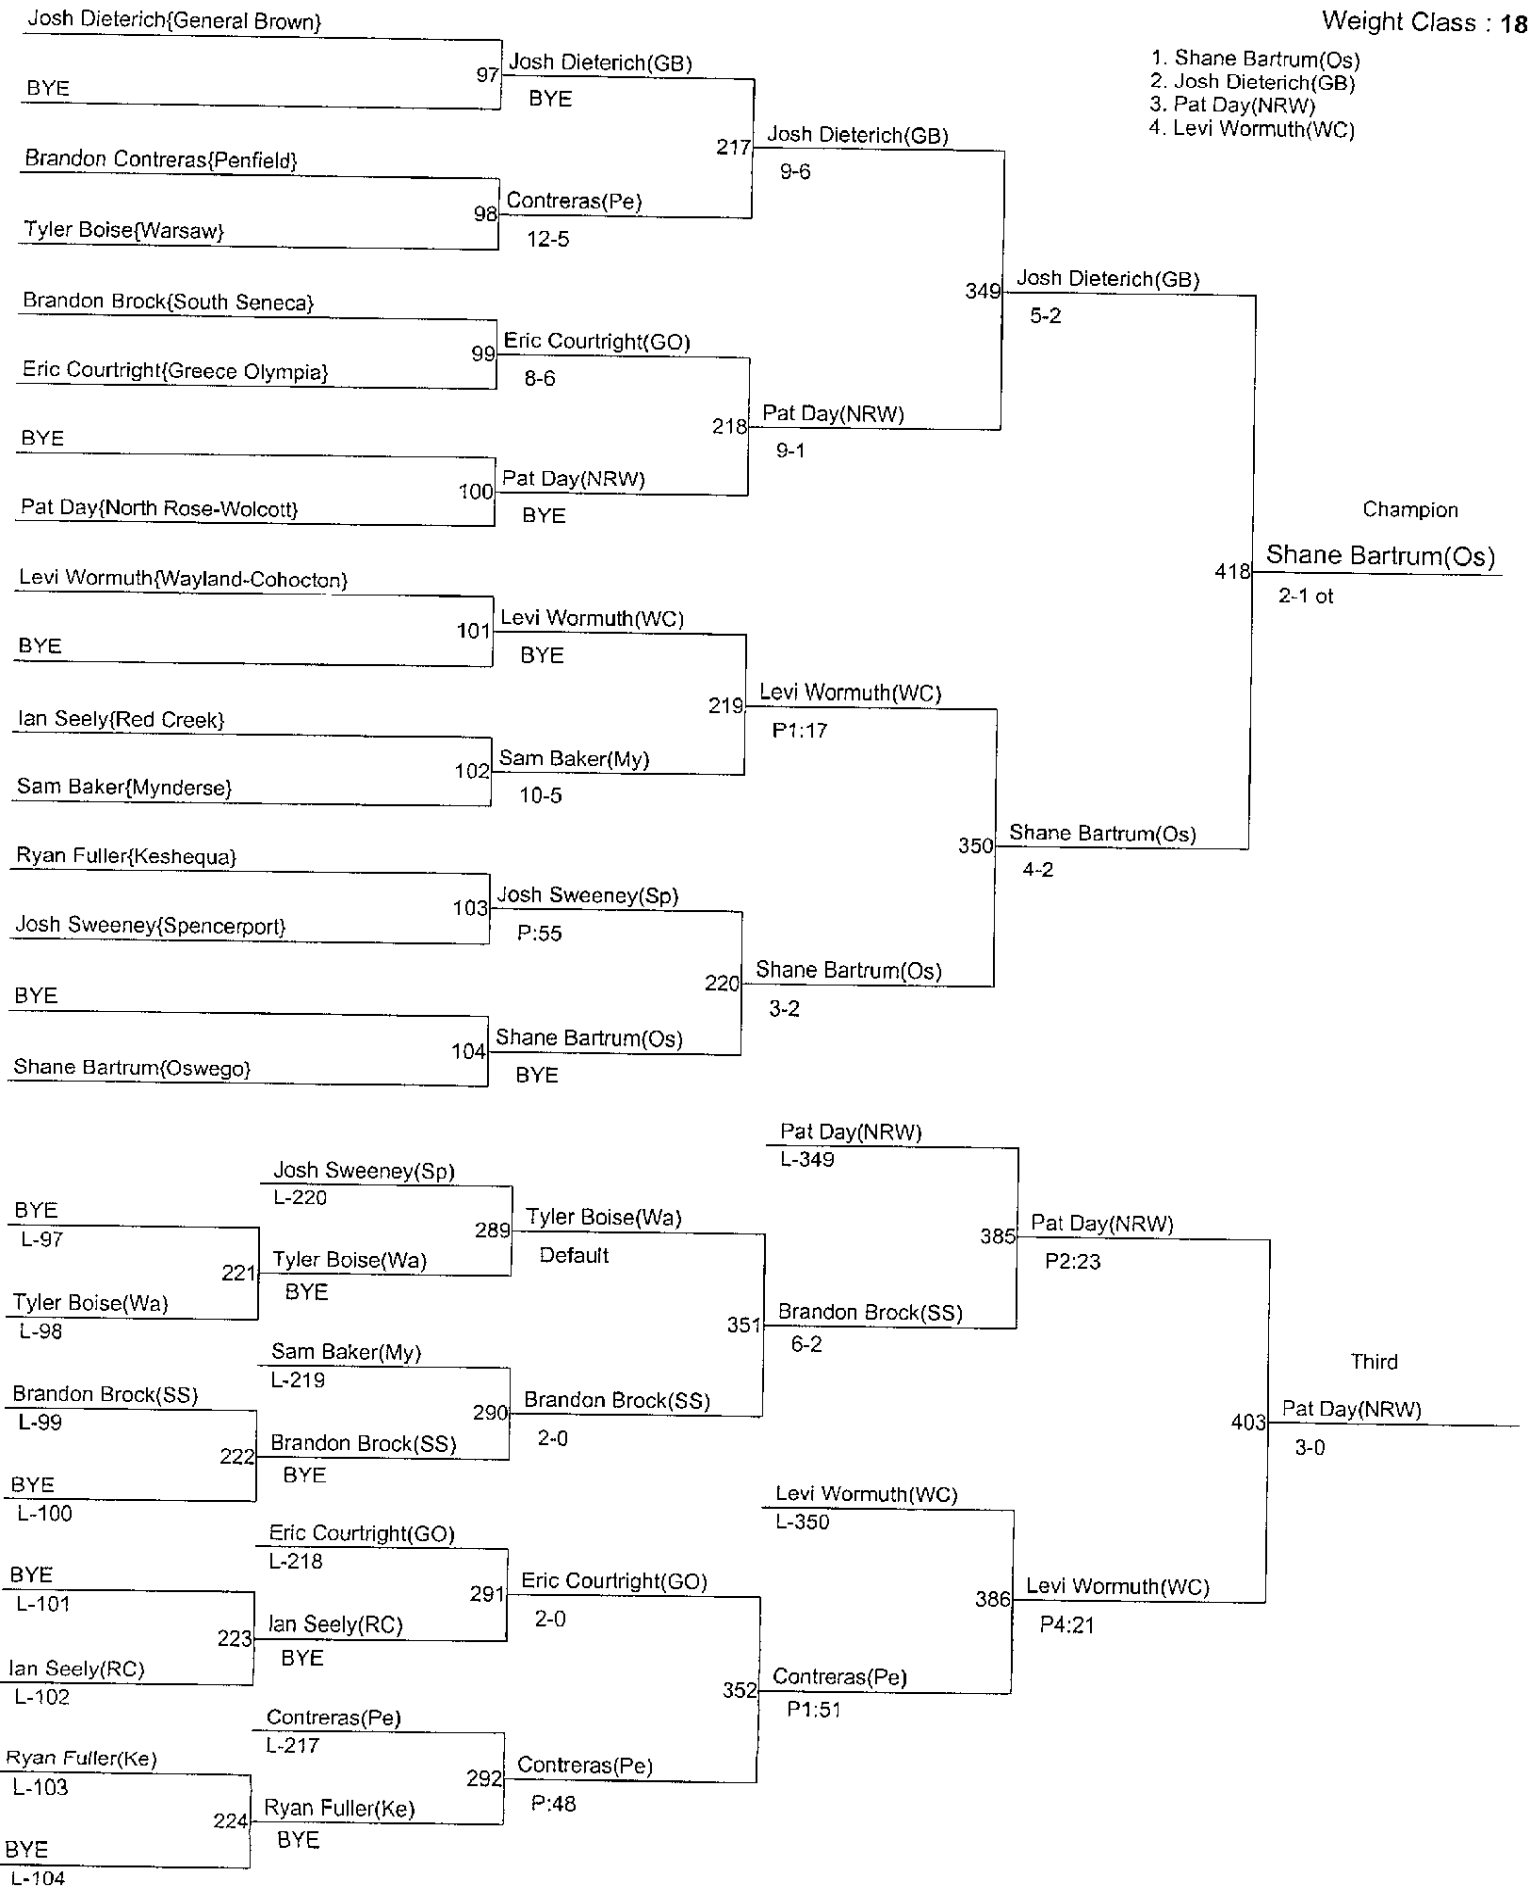 Weight Class : 18
1. Shane Bartrum(Os)
2. Josh Dieterich(GB)
3. Pat Day(NRW)
4. Levi Wormuth(WC)
Josh Dieterich{General Brown}
97 Josh Dieterich(GB)
BYE
BYE
217 Josh Dieterich(GB)
9-6
Brandon Contreras{Penfield}
98 Contreras(Pe)
12-5
Tyler Boise{Warsaw}
349 Josh Dieterich(GB)
5-2
Brandon Brock{South Seneca}
99 Eric Courtright(GO)
8-6
Eric Courtright{Greece Olympia}
218 Pat Day(NRW)
9-1
BYE
100 Pat Day(NRW)
BYE
Pat Day{North Rose-Wolcott}
Champion
418 Shane Bartrum(Os)
2-1 ot
Levi Wormuth{Wayland-Cohocton}
101 Levi Wormuth(WC)
BYE
BYE
219 Levi Wormuth(WC)
P1:17
Ian Seely{Red Creek}
102 Sam Baker(My)
10-5
Sam Baker{Mynderse}
350 Shane Bartrum(Os)
4-2
Ryan Fuller{Keshequa}
103 Josh Sweeney(Sp)
P:55
Josh Sweeney{Spencerport}
220 Shane Bartrum(Os)
3-2
BYE
104 Shane Bartrum(Os)
BYE
Shane Bartrum{Oswego}
Pat Day(NRW)
L-349
Josh Sweeney(Sp)
L-220
BYE
L-97
289 Tyler Boise(Wa)
Default
385 Pat Day(NRW)
P2:23
221 Tyler Boise(Wa)
BYE
Tyler Boise(Wa)
L-98
351 Brandon Brock(SS)
6-2
Sam Baker(My)
L-219
Third
Brandon Brock(SS)
L-99
290 Brandon Brock(SS)
2-0
403 Pat Day(NRW)
3-0
222 Brandon Brock(SS)
BYE
BYE
L-100
Levi Wormuth(WC)
L-350
Eric Courtright(GO)
L-218
BYE
L-101
291 Eric Courtright(GO)
2-0
386 Levi Wormuth(WC)
P4:21
223 Ian Seely(RC)
BYE
Ian Seely(RC)
L-102
352 Contreras(Pe)
P1:51
Contreras(Pe)
L-217
Ryan Fuller(Ke)
L-103
292 Contreras(Pe)
P:48
224 Ryan Fuller(Ke)
BYE
BYE
L-104